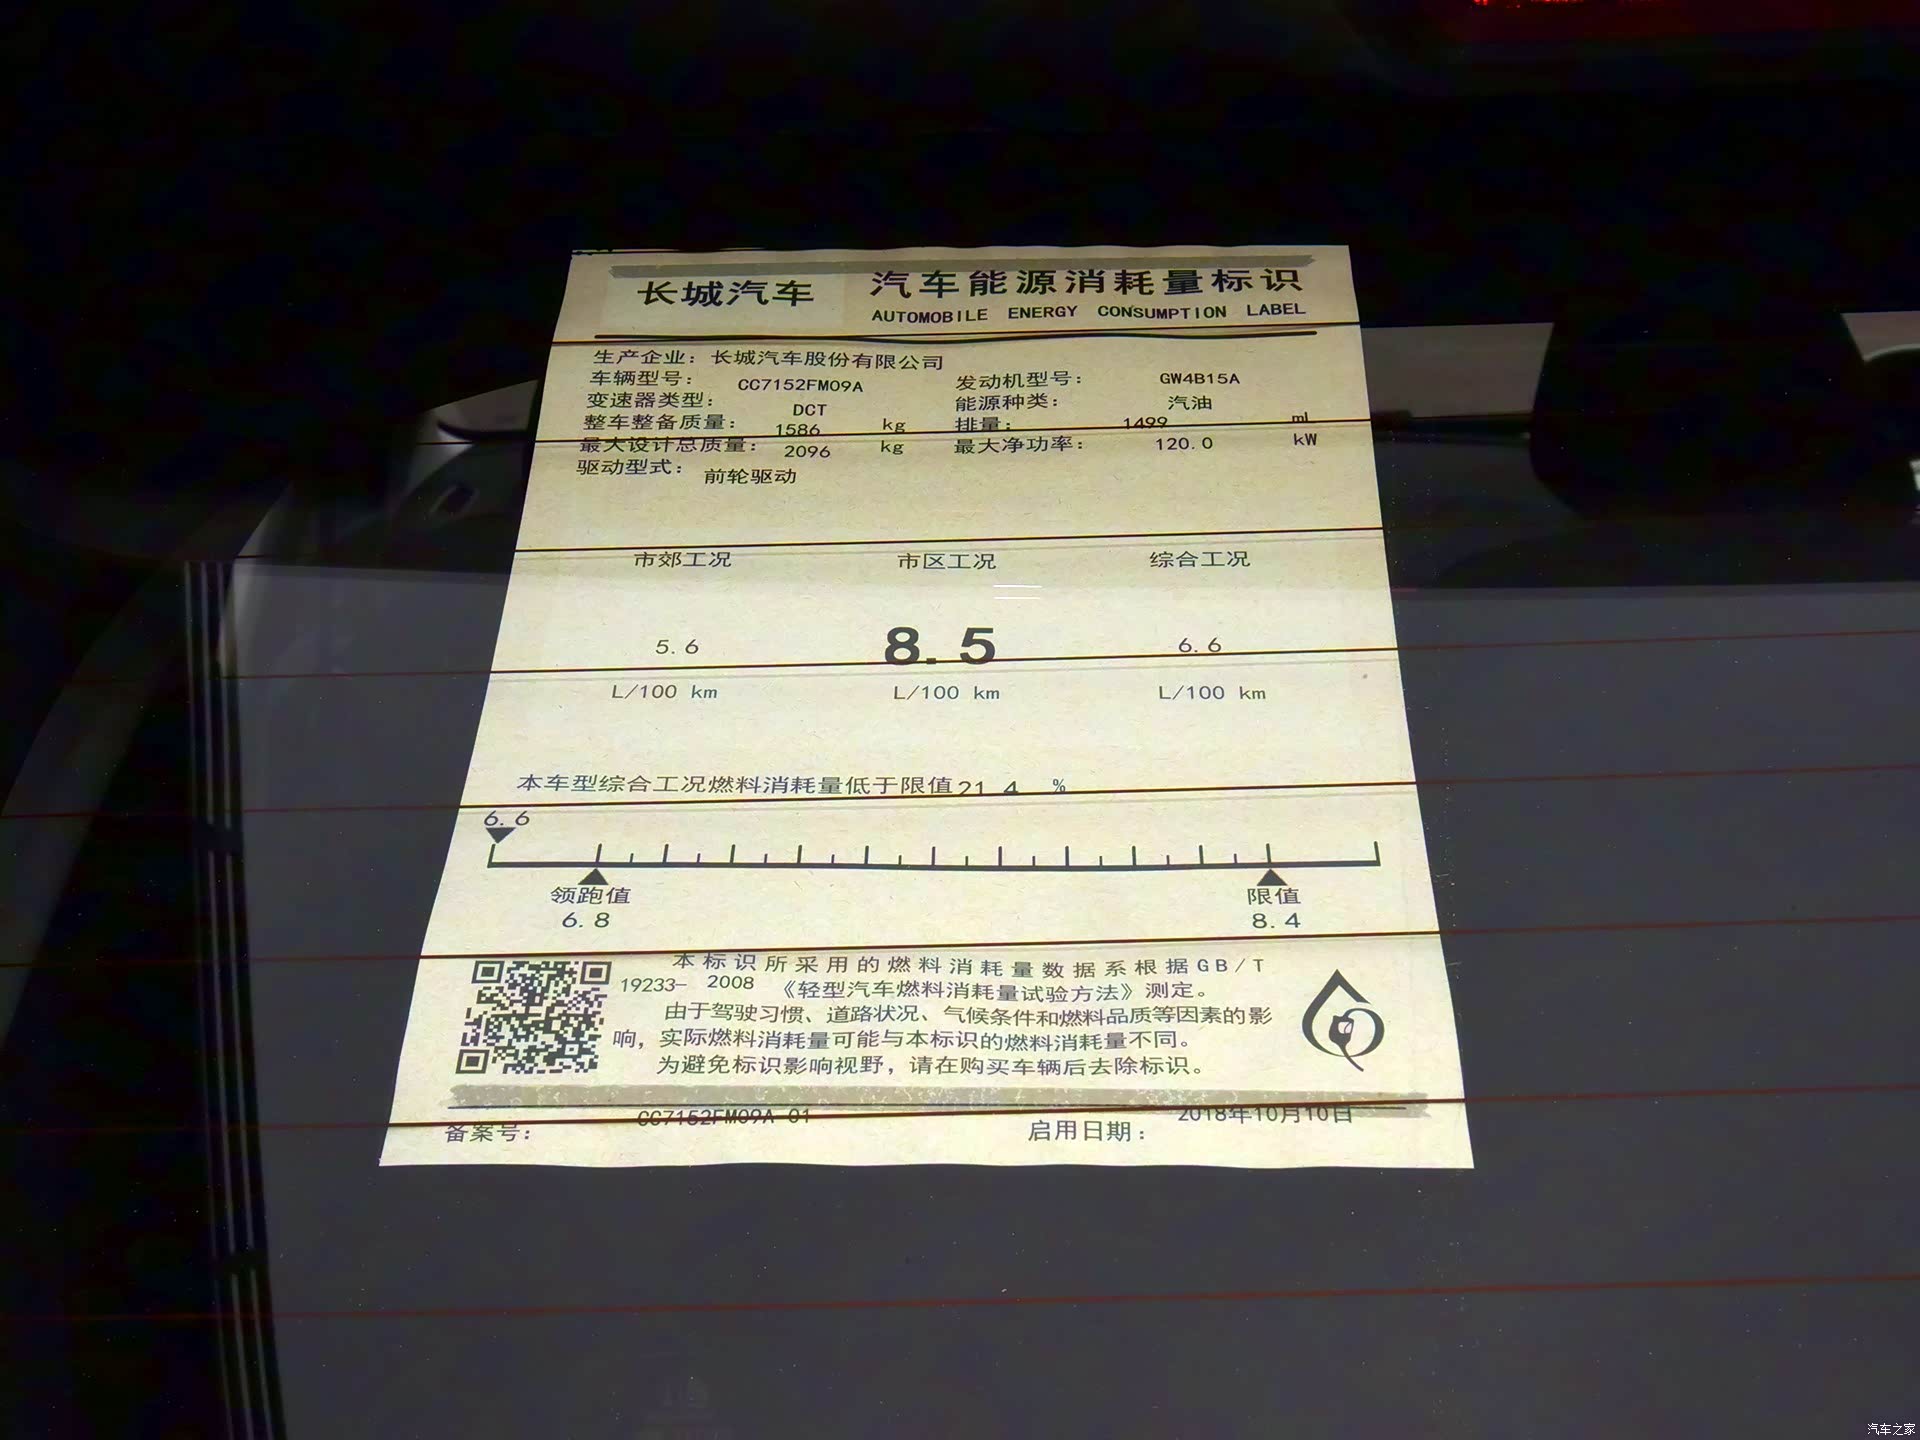 长城汽车
汽车能源消耗量标识
AUTOMOBILE ENERGY CONSUMPTION LABEL
生产企业：长城汽车股份有限公司
车辆型号： CC7152FM09A 发动机型号： GW4B15A
变速器类型： DCT 能源种类： 汽油
整车整备质量： 1586 kg 排量： 1499 ml
最大设计总质量： 2096 kg 最大净功率： 120.0 kW
驱动型式： 前轮驱动
市郊工况 市区工况 综合工况
5.6 8.5 6.6
L/100 km L/100 km L/100 km
本车型综合工况燃料消耗量低于限值21.4 %
6.6
领跑值 限值
6.8 8.4
本标识所采用的燃料消耗量数据系根据GB/T
19233- 2008 《轻型汽车燃料消耗量试验方法》测定。
由于驾驶习惯、道路状况、气候条件和燃料品质等因素的影
响，实际燃料消耗量可能与本标识的燃料消耗量不同。
为避免标识影响视野，请在购买车辆后去除标识。
备案号： CC7152FM09A-01 启用日期： 2018年10月10日
汽车之家